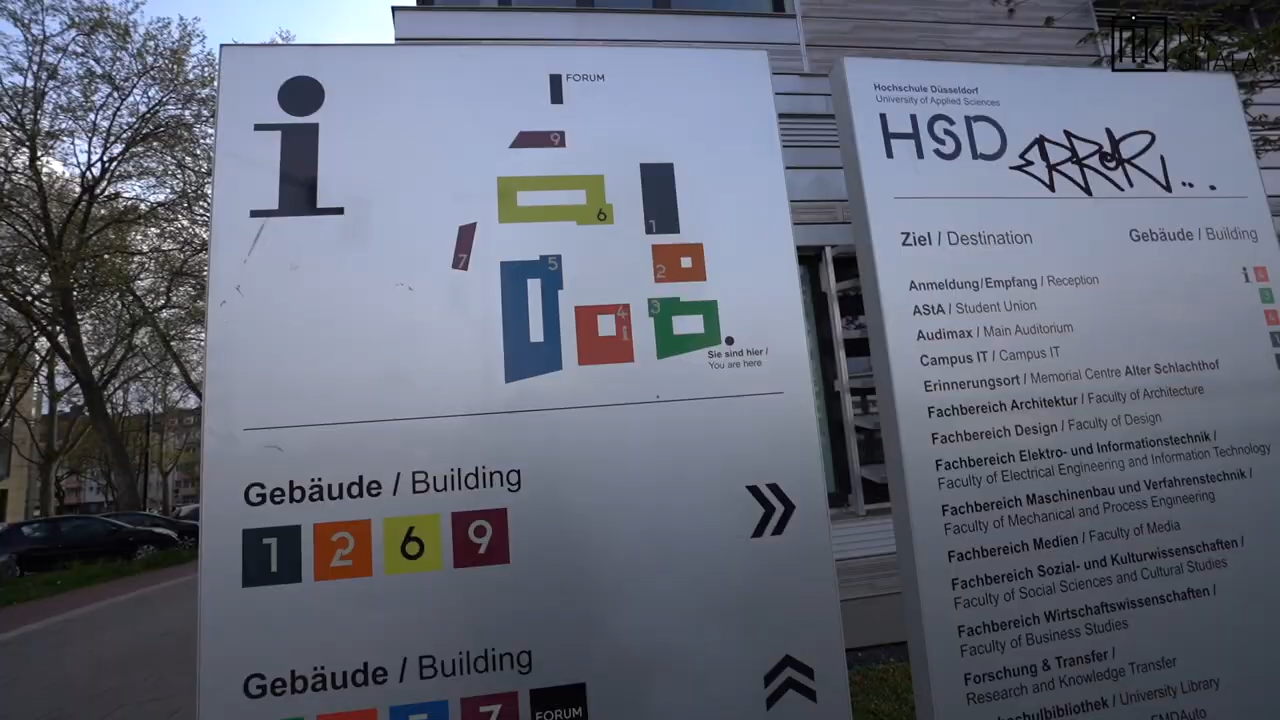 i
FORUM
9
6
1
7
5
2
4
i
3
Sie sind hier /
You are here
Gebäude / Building
1 2 6 9
Gebäude / Building
7 FORUM
Hochschule Düsseldorf
University of Applied Sciences
HSD
ERRER...
Ziel / Destination
Gebäude / Building
Anmeldung/Empfang / Reception
i 4
AStA / Student Union
3
Audimax / Main Auditorium
Campus IT / Campus IT
Erinnerungsort / Memorial Centre Alter Schlachthof
Fachbereich Architektur / Faculty of Architecture
Fachbereich Design / Faculty of Design
Fachbereich Elektro- und Informationstechnik /
Faculty of Electrical Engineering and Information Technology
Fachbereich Maschinenbau und Verfahrenstechnik /
Faculty of Mechanical and Process Engineering
Fachbereich Medien / Faculty of Media
Fachbereich Sozial- und Kulturwissenschaften /
Faculty of Social Sciences and Cultural Studies
Fachbereich Wirtschaftswissenschaften /
Faculty of Business Studies
Forschung & Transfer /
Research and Knowledge Transfer
/ University Library